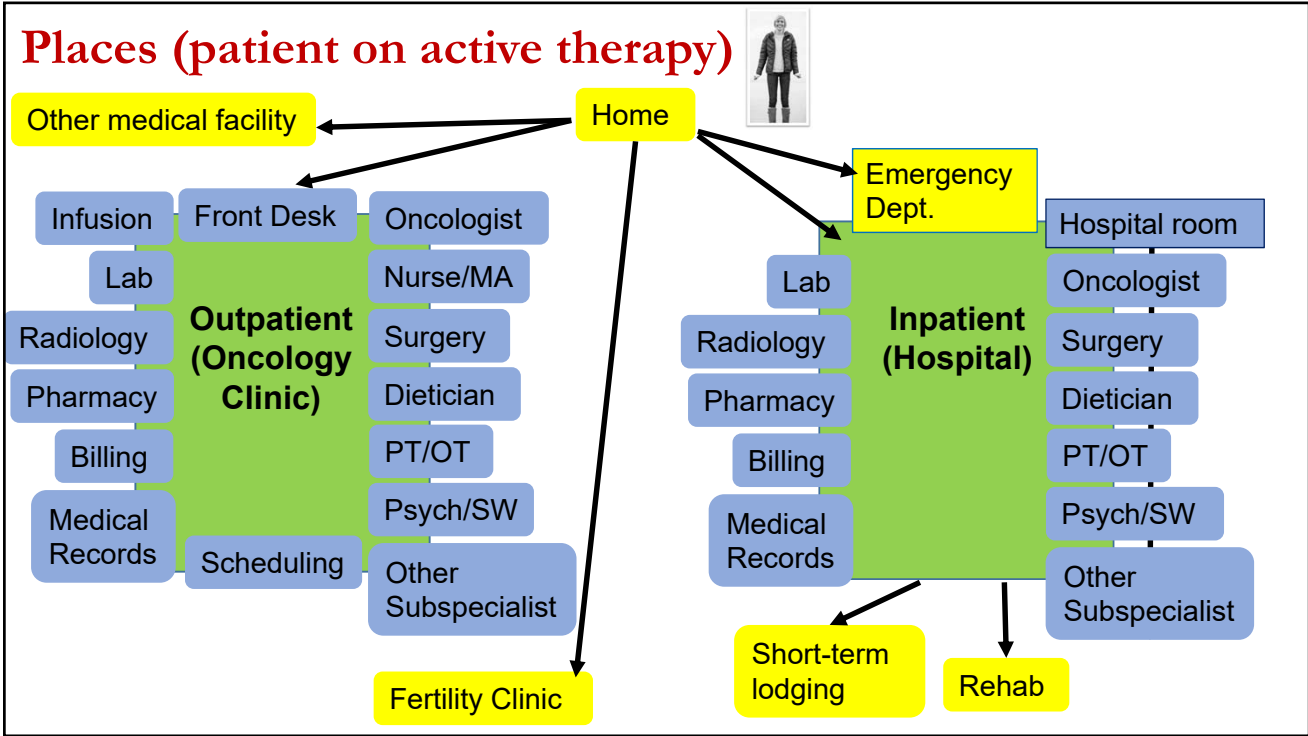 Places (patient on active therapy)
Other medical facility
Home
Emergency
Dept.
Infusion
Front Desk
Oncologist
Lab
Nurse/MA
Radiology
Outpatient
(Oncology
Clinic)
Surgery
Pharmacy
Dietician
Billing
PT/OT
Medical
Records
Psych/SW
Scheduling
Other
Subspecialist
Fertility Clinic
Hospital room
Lab
Oncologist
Radiology
Inpatient
(Hospital)
Surgery
Pharmacy
Dietician
Billing
PT/OT
Medical
Records
Psych/SW
Other
Subspecialist
Short-term
lodging
Rehab